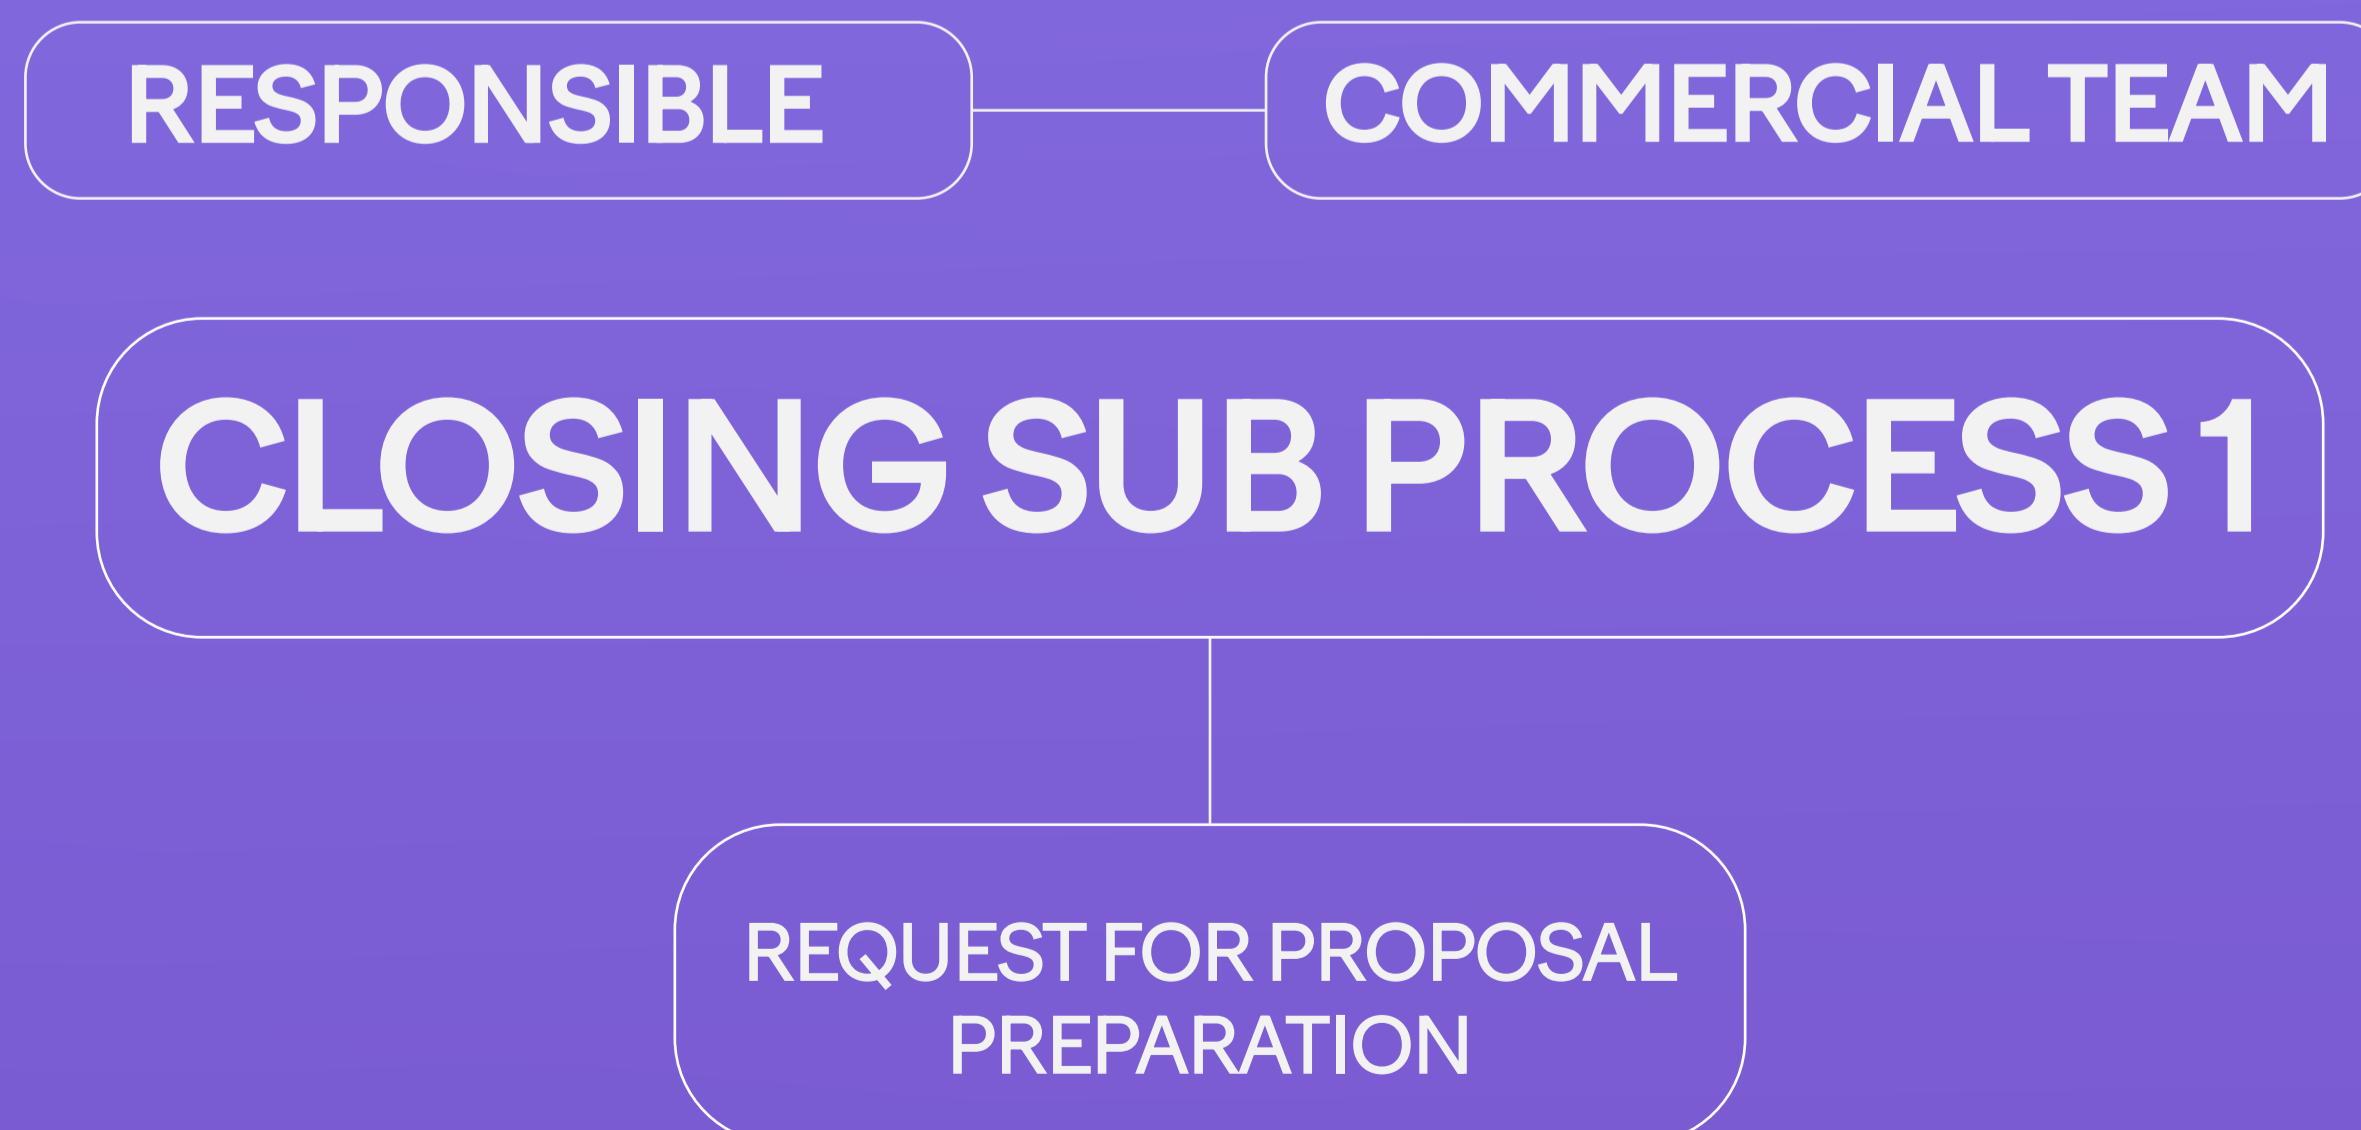 RESPONSIBLE
COMMERCIAL TEAM
CLOSING SUB PROCESS 1
REQUEST FOR PROPOSAL
PREPARATION